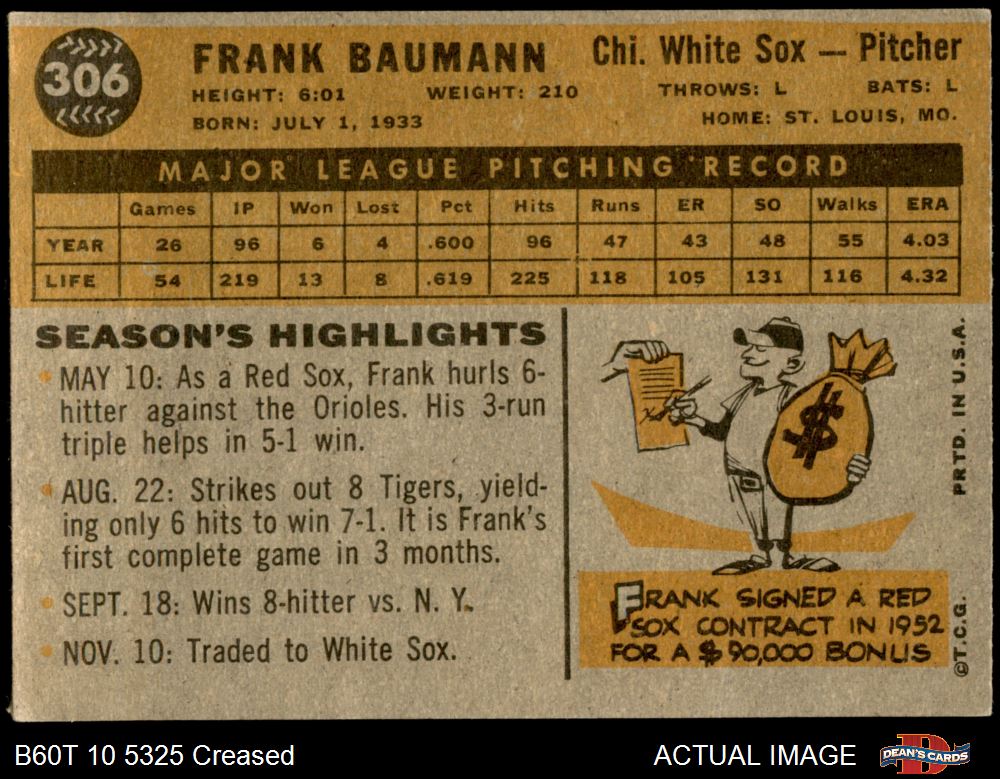 306
FRANK BAUMANN Chi. White Sox — Pitcher
HEIGHT: 6:01 WEIGHT: 210 THROWS: L BATS: L
BORN: JULY 1, 1933 HOME: ST. LOUIS, MO.
MAJOR LEAGUE PITCHING RECORD
Games IP Won Lost Pct Hits Runs ER SO Walks ERA
YEAR 26 96 6 4 .600 96 47 43 48 55 4.03
LIFE 54 219 13 8 .619 225 118 105 131 116 4.32
SEASON'S HIGHLIGHTS
MAY 10: As a Red Sox, Frank hurls 6-
hitter against the Orioles. His 3-run
triple helps in 5-1 win.
AUG. 22: Strikes out 8 Tigers, yield-
ing only 6 hits to win 7-1. It is Frank's
first complete game in 3 months.
SEPT. 18: Wins 8-hitter vs. N. Y.
NOV. 10: Traded to White Sox.
$
FRANK SIGNED A RED
SOX CONTRACT IN 1952
FOR A $90,000 BONUS
©T.C.G. PRTD. IN U.S.A.
B60T 10 5325 Creased ACTUAL IMAGE DEAN'S CARDS